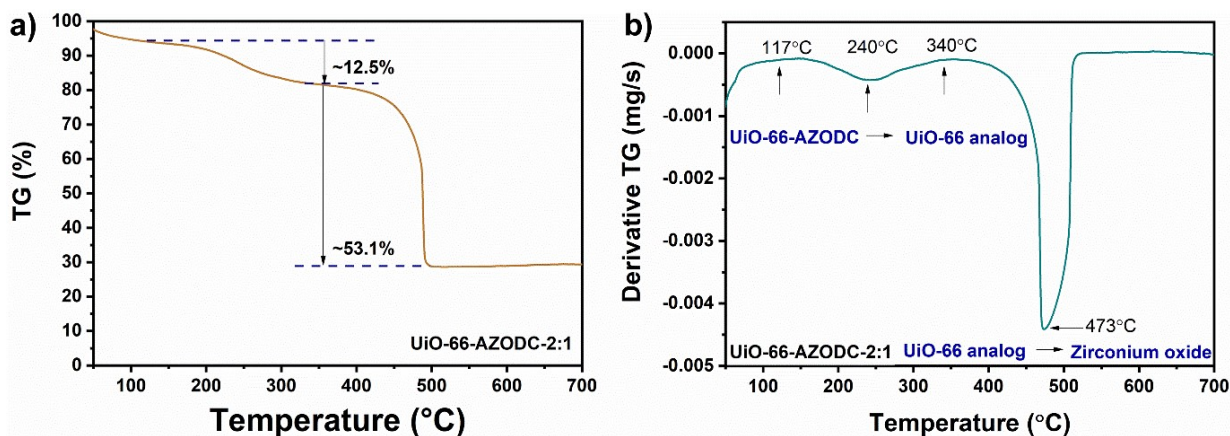 a)
TG (%)
100
90
80
70
60
50
40
30
20
10
0
~12.5%
~53.1%
UiO-66-AZODC-2:1
100
200
300
400
500
600
700
Temperature (°C)
b)
Derivative TG (mg/s)
0.000
-0.001
-0.002
-0.003
-0.004
-0.005
117°C
240°C
340°C
UiO-66-AZODC → UiO-66 analog
473°C
UiO-66-AZODC-2:1
UiO-66 analog → Zirconium oxide
100
200
300
400
500
600
700
Temperature (°C)